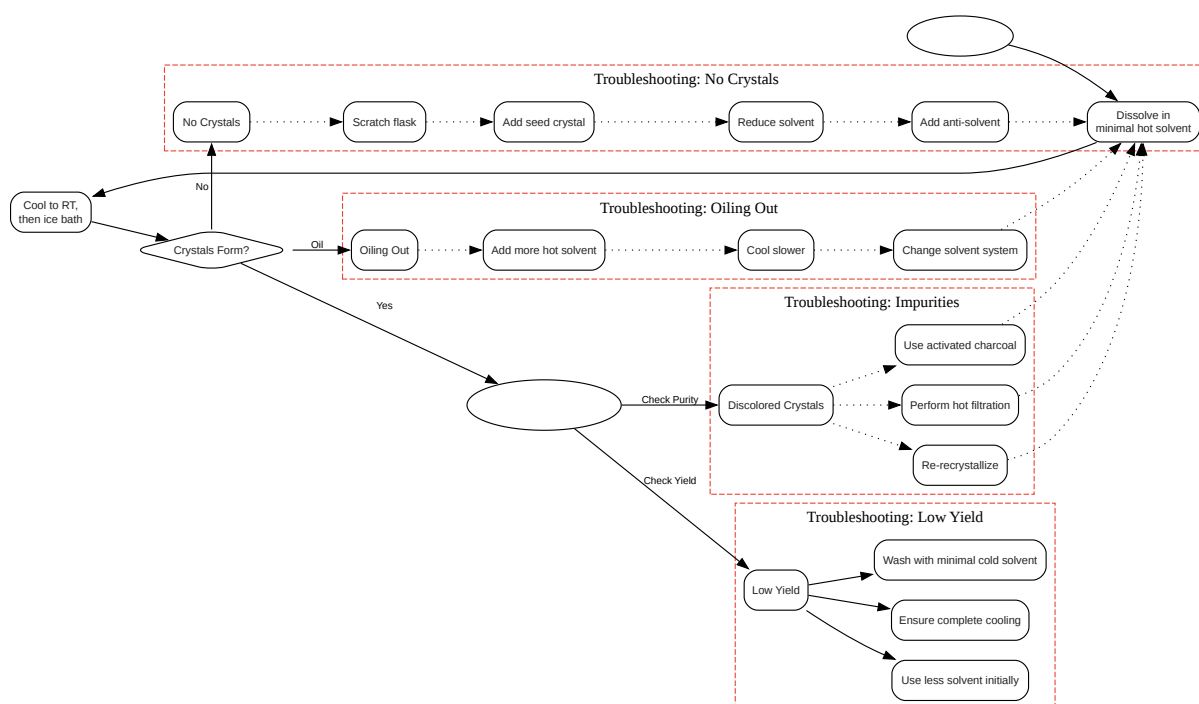 Troubleshooting: No Crystals
No Crystals
Scratch flask
Add seed crystal
Reduce solvent
Add anti-solvent
Dissolve in
minimal hot solvent
No
Cool to RT,
then ice bath
Crystals Form?
Oil
Troubleshooting: Oiling Out
Oiling Out
Add more hot solvent
Cool slower
Change solvent system
Yes
Troubleshooting: Impurities
Use activated charcoal
Check Purity
Discolored Crystals
Perform hot filtration
Re-recrystallize
Check Yield
Troubleshooting: Low Yield
Wash with minimal cold solvent
Low Yield
Ensure complete cooling
Use less solvent initially